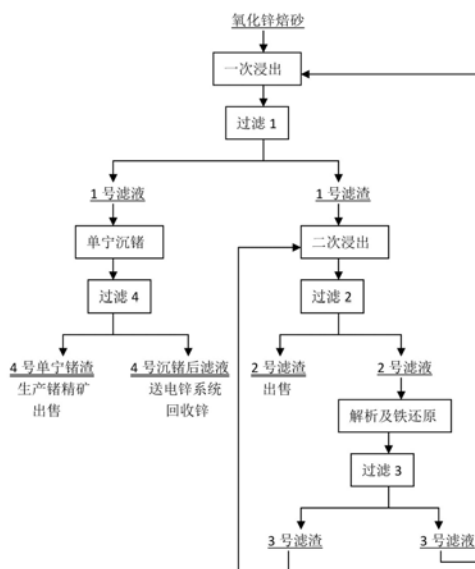 氧化锌焙砂
一次浸出
过滤 1
1 号滤液
1 号滤渣
单宁沉锗
二次浸出
过滤 4
过滤 2
4 号单宁锗渣
生产锗精矿
出售
4 号沉锗后滤液
送电锌系统
回收锌
2 号滤渣
出售
2 号滤液
解析及铁还原
过滤 3
3 号滤渣
3 号滤液